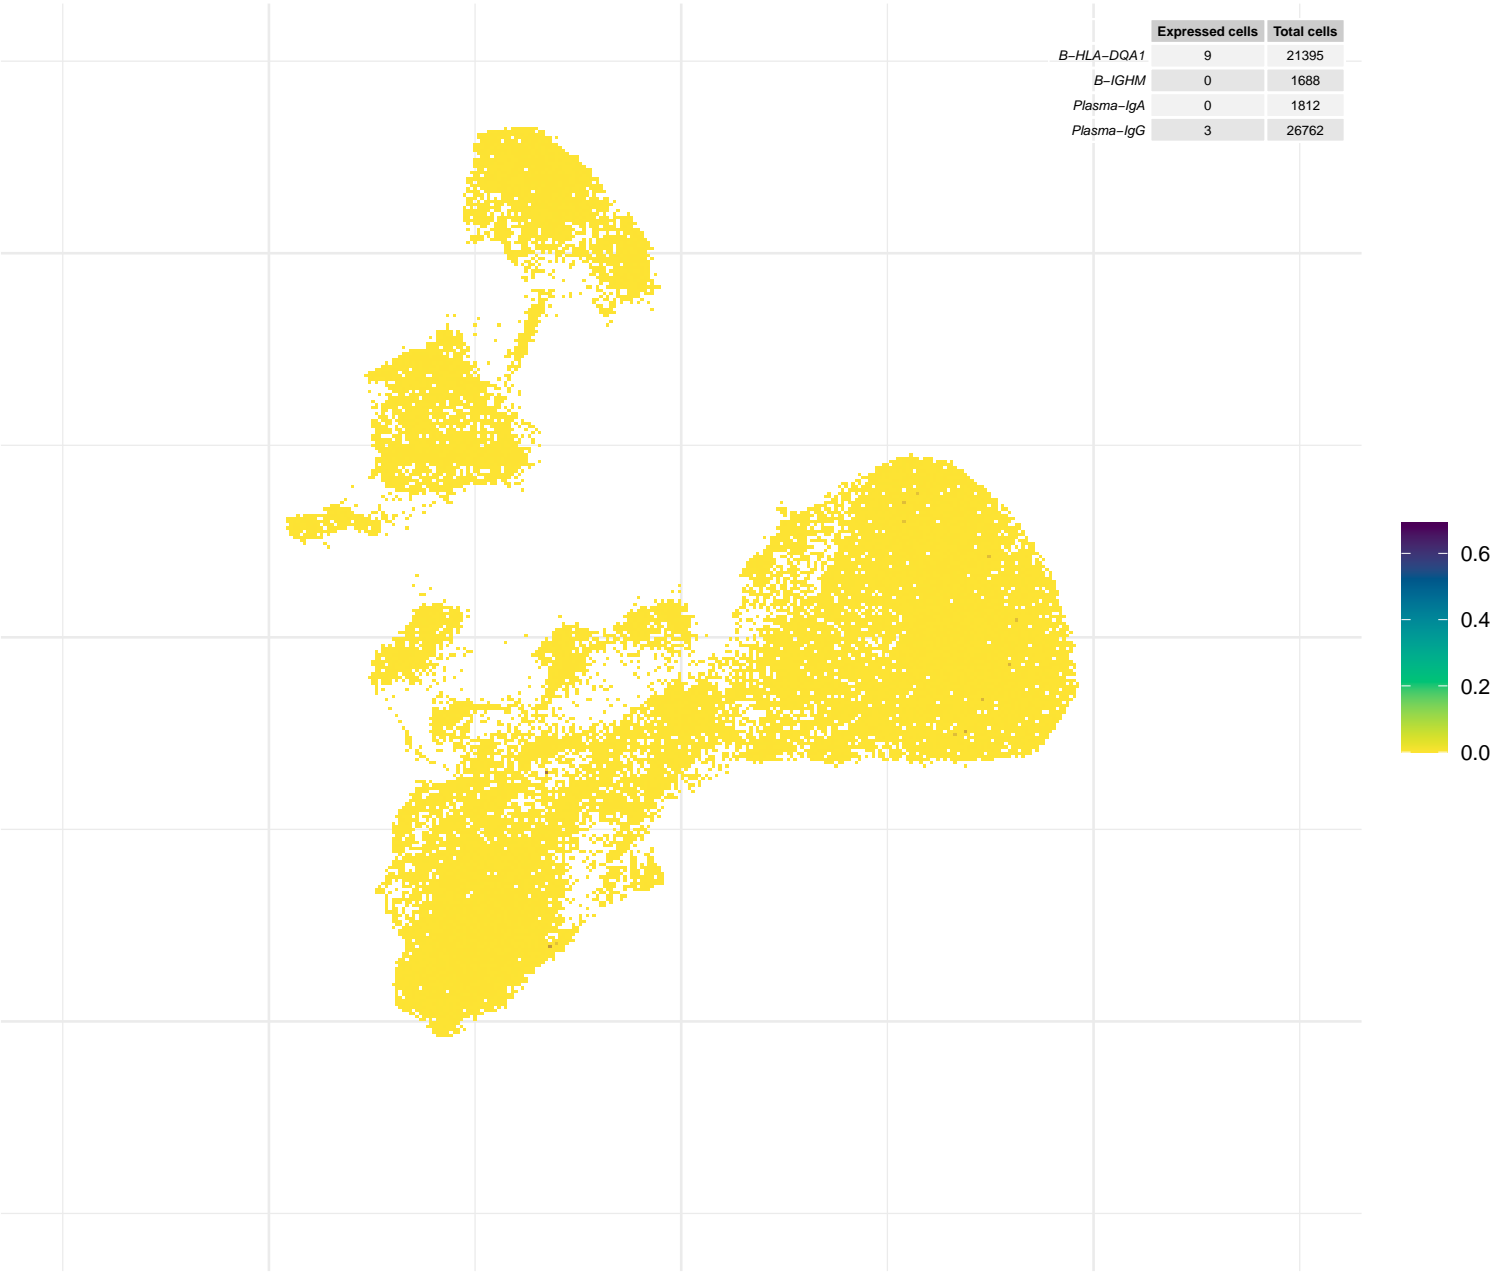 Expressed cells Total cells
B−HLA−DQA1 9 21395
B−IGHM 0 1688
Plasma−IgA 0 1812
Plasma−IgG 3 26762
0.6
0.4
0.2
0.0